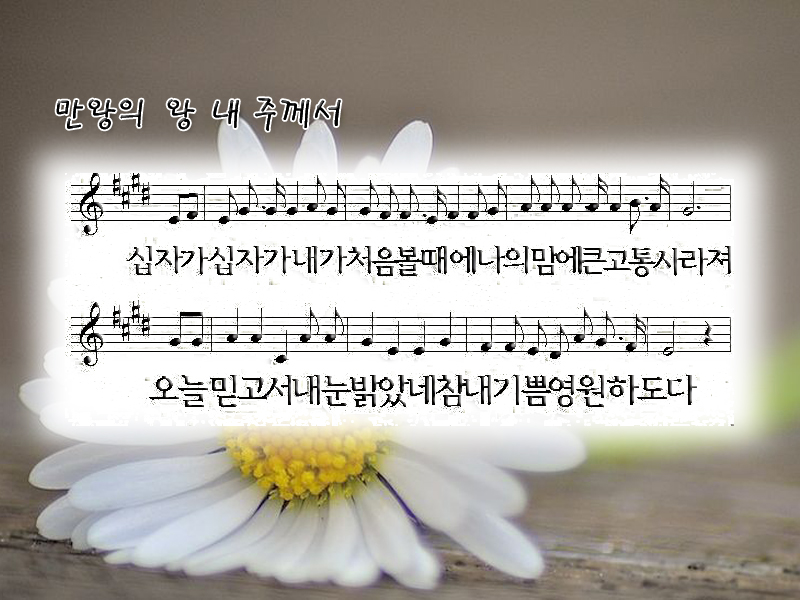 만왕의 왕 내 주께서
십자가십자가내가처음볼때에나의맘에큰고통사라져
오늘믿고서내눈밝았네참내기쁨영원하도다